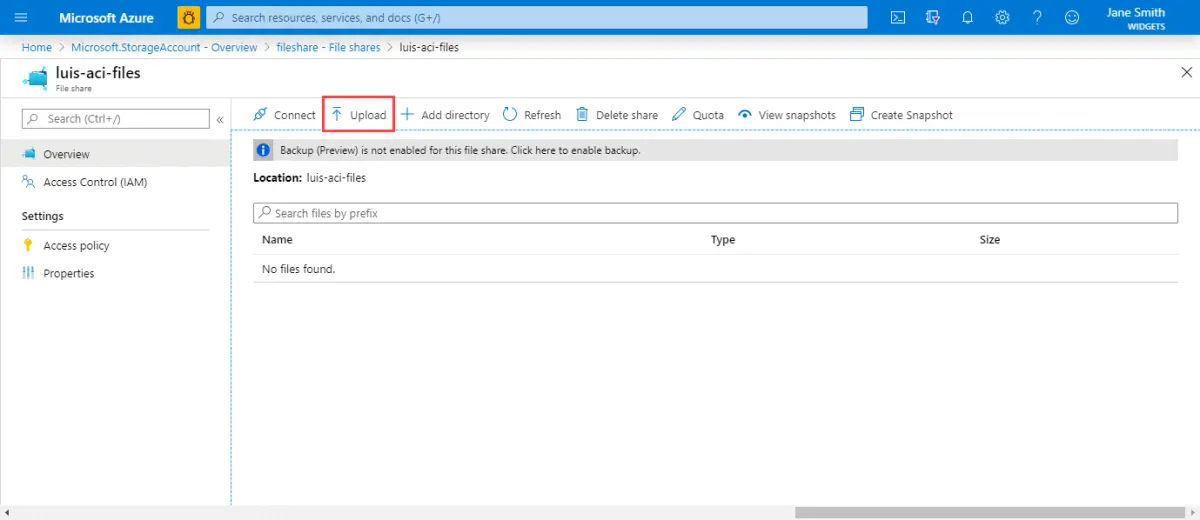 Microsoft Azure
Search resources, services, and docs (G+/)
Jane Smith
WIDGETS
Home > Microsoft.StorageAccount - Overview > fileshare - File shares > luis-aci-files
luis-aci-files
File share
Search (Ctrl+/)
«
Overview
Access Control (IAM)
Settings
Access policy
Properties
Connect Upload Add directory Refresh Delete share Quota View snapshots Create Snapshot
Backup (Preview) is not enabled for this file share. Click here to enable backup.
Location: luis-aci-files
Search files by prefix
Name Type Size
No files found.